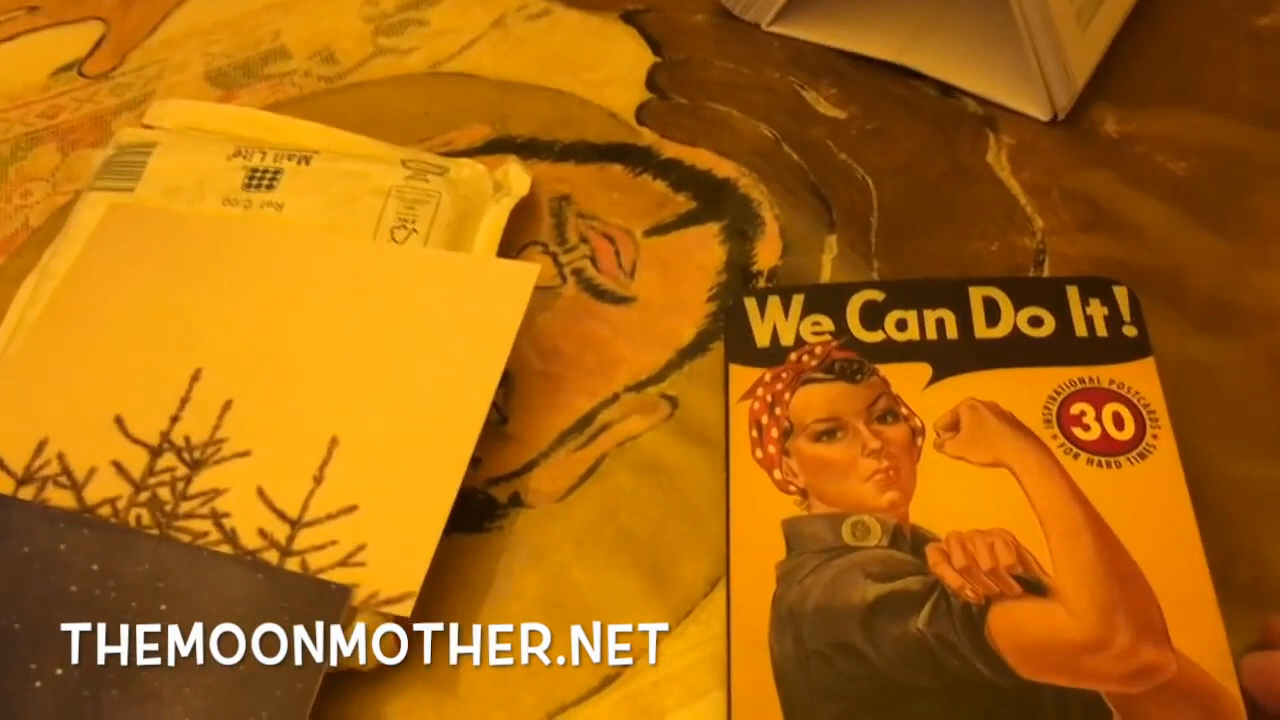 Mail Lite
We Can Do It!
INSPIRATIONAL POSTCARDS
30
FOR HARD TIMES
THEMOONMOTHER.NET